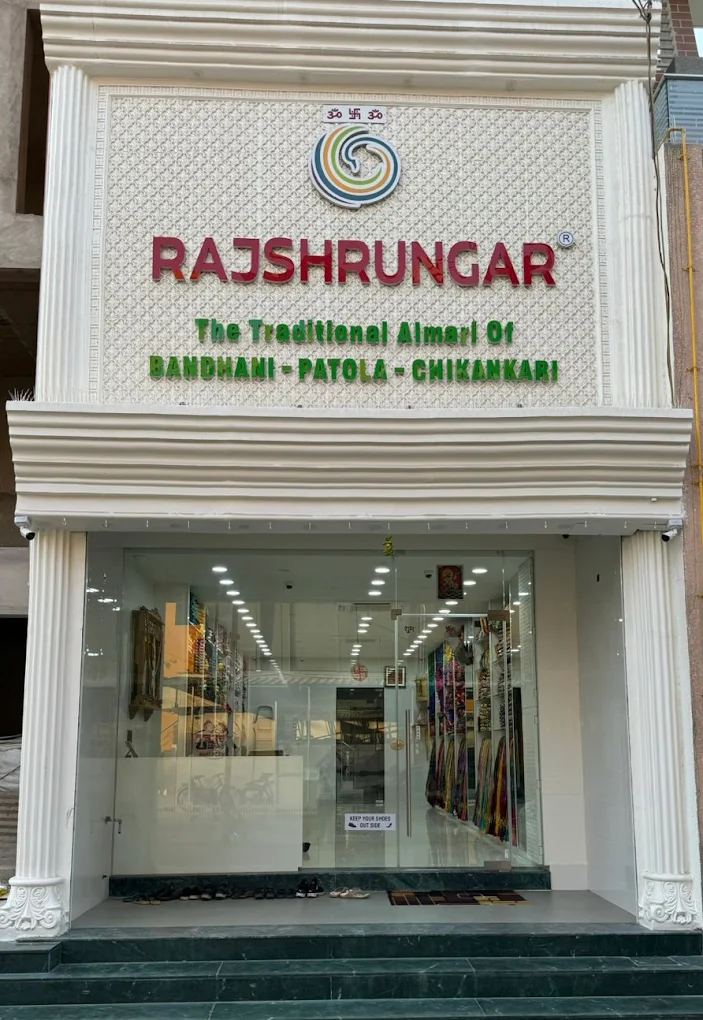 ॐ 卐 ॐ
RAJSHRUNGAR ®
The Traditional Almari Of
BANDHANI - PATOLA - CHIKANKARI
KEEP YOUR SHOES
OUT SIDE